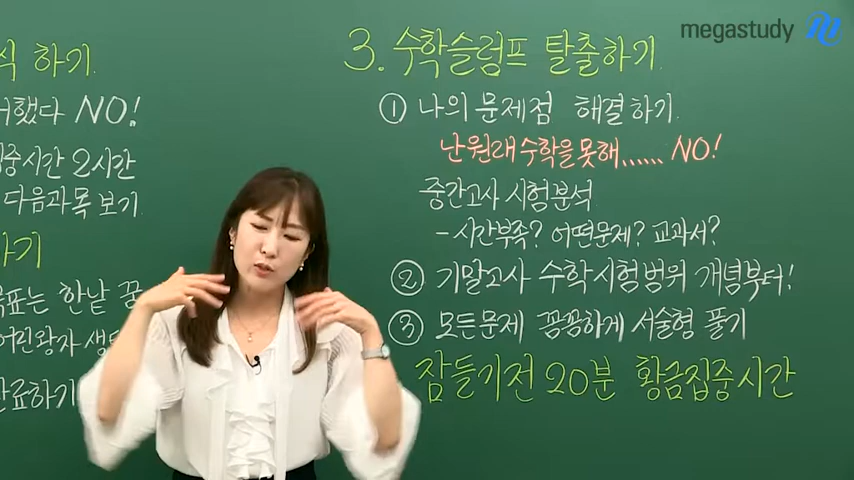 하기.
했다 NO!
시간 2시간
다음과목 보기.
하기
는 한낱 꿈
어린왕자
하기.
megastudy
3. 수학슬럼프 탈출하기.
① 나의 문제점 해결하기.
난 원래 수학을 못해...... NO!
중간고사 시험분석
- 시간부족? 어떤문제? 교과서?
② 기말고사 수학시험범위 개념부터!
③ 모든문제 꼼꼼하게 서술형 풀기
잠들기전 20분 황금집중시간